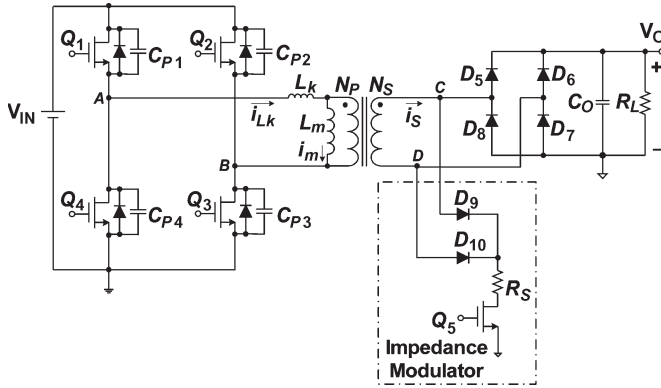 Q1
CP1
Q2
CP2
VIN
A
Lk
iLk
NP
NS
Lm
im
B
iS
C
D
D5
D6
D8
D7
CO
RL
VO
+
−
Q4
CP4
Q3
CP3
D9
D10
RS
Q5
Impedance
Modulator